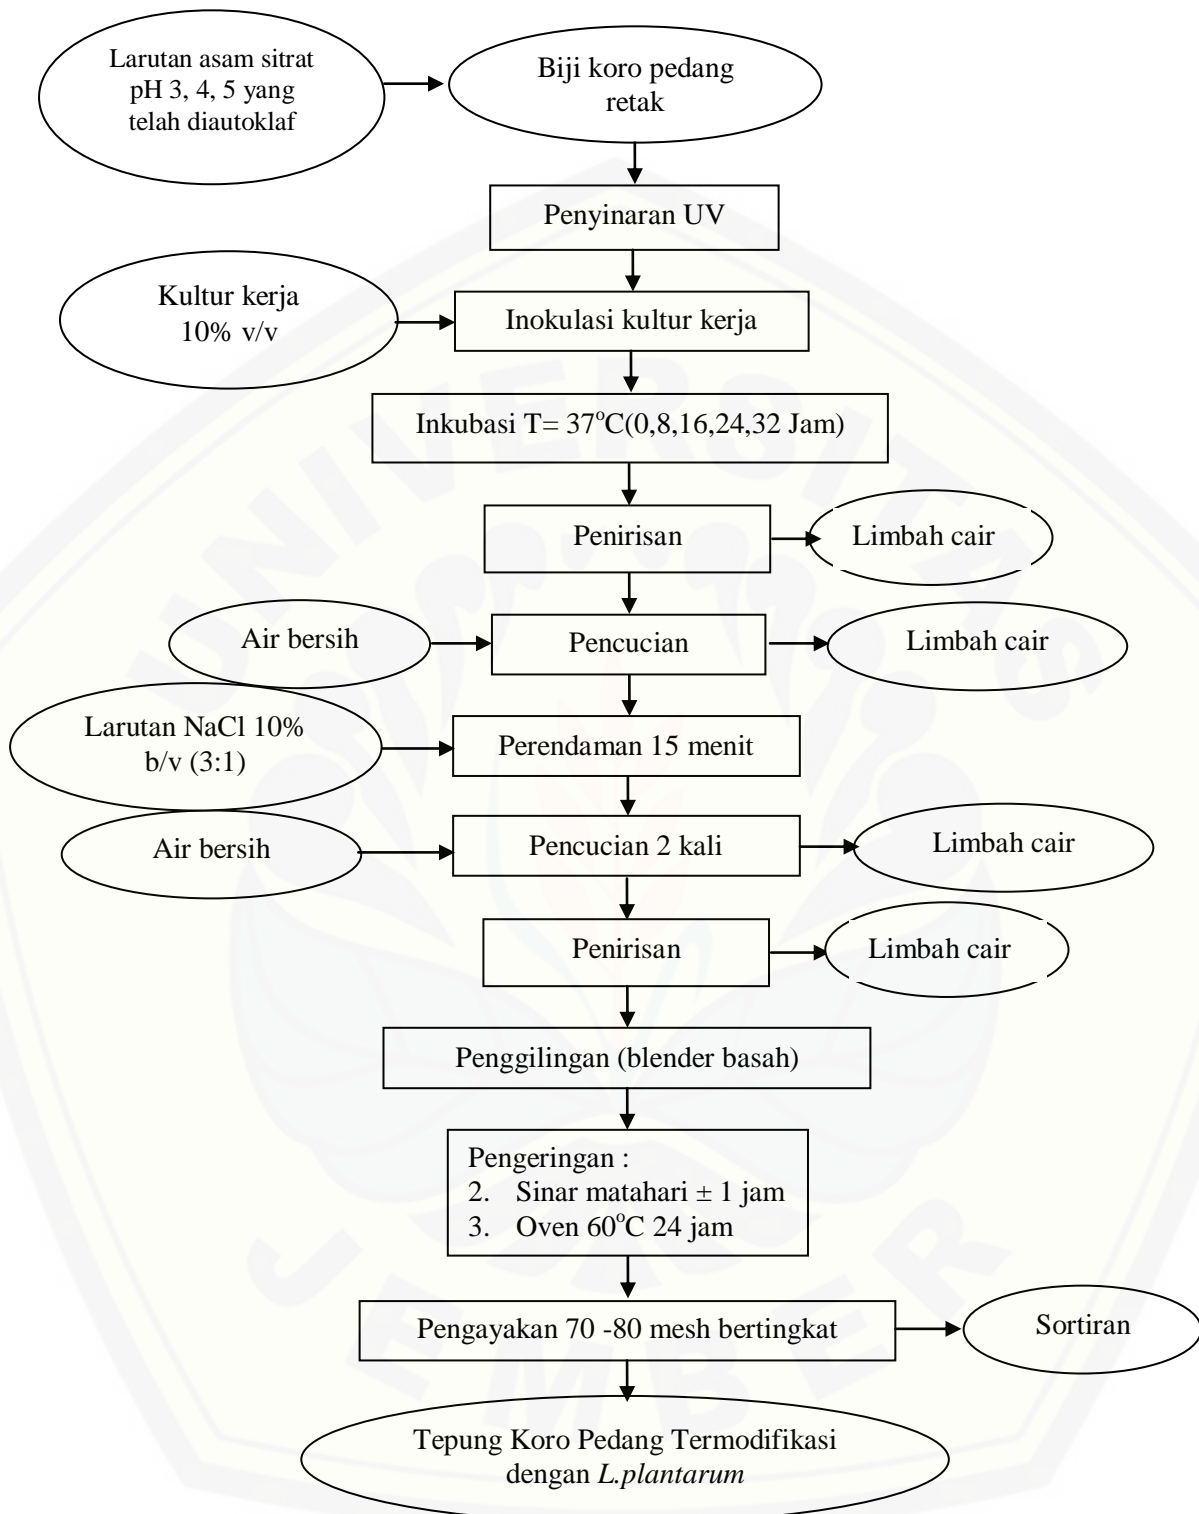 Larutan asam sitrat
pH 3, 4, 5 yang
telah diautoklaf
Biji koro pedang
retak
Penyinaran UV
Kultur kerja
10% v/v
Inokulasi kultur kerja
Inkubasi T= 37°C(0,8,16,24,32 Jam)
Penirisan
Limbah cair
Air bersih
Pencucian
Limbah cair
Larutan NaCl 10%
b/v (3:1)
Perendaman 15 menit
Air bersih
Pencucian 2 kali
Limbah cair
Penirisan
Limbah cair
Penggilingan (blender basah)
Pengeringan :
2. Sinar matahari ± 1 jam
3. Oven 60°C 24 jam
Pengayakan 70 -80 mesh bertingkat
Sortiran
Tepung Koro Pedang Termodifikasi
dengan L.plantarum
UNIVERSITAS
JEMBER